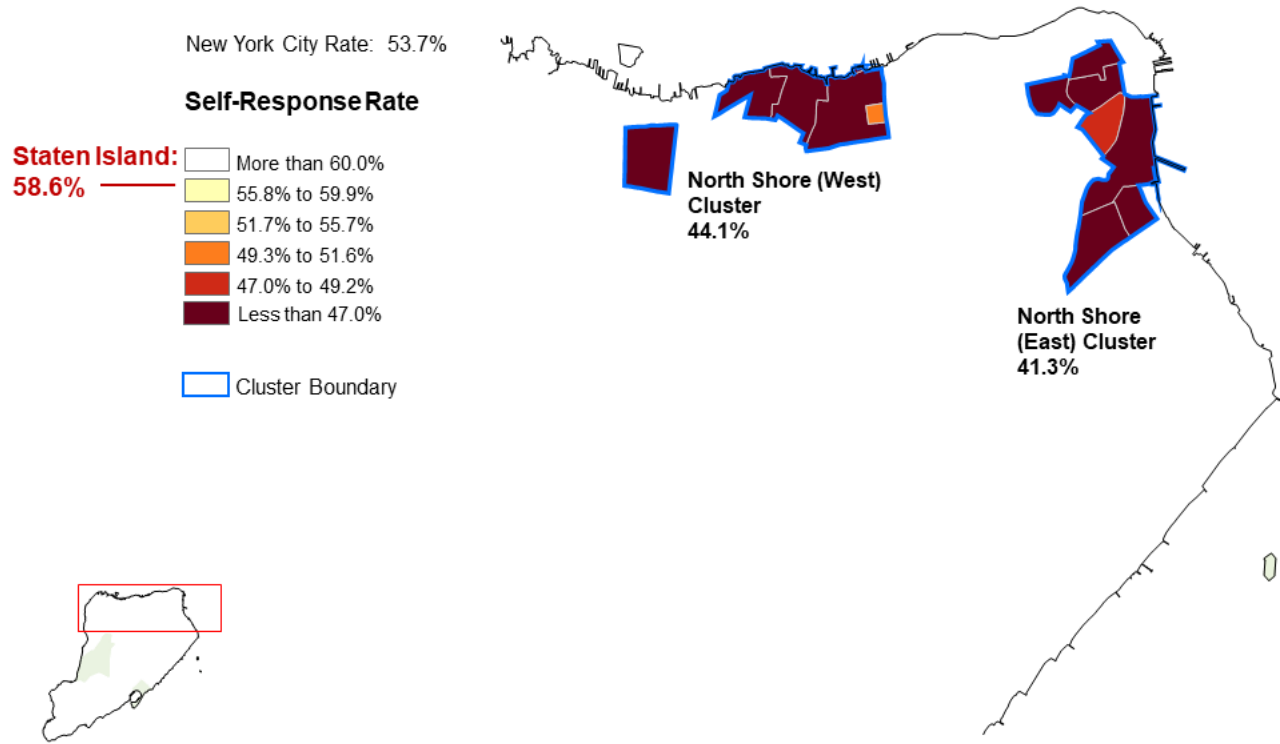 New York City Rate: 53.7%
Self-Response Rate
Staten Island:
58.6%
More than 60.0%
55.8% to 59.9%
51.7% to 55.7%
49.3% to 51.6%
47.0% to 49.2%
Less than 47.0%
Cluster Boundary
North Shore (West)
Cluster
44.1%
North Shore
(East) Cluster
41.3%